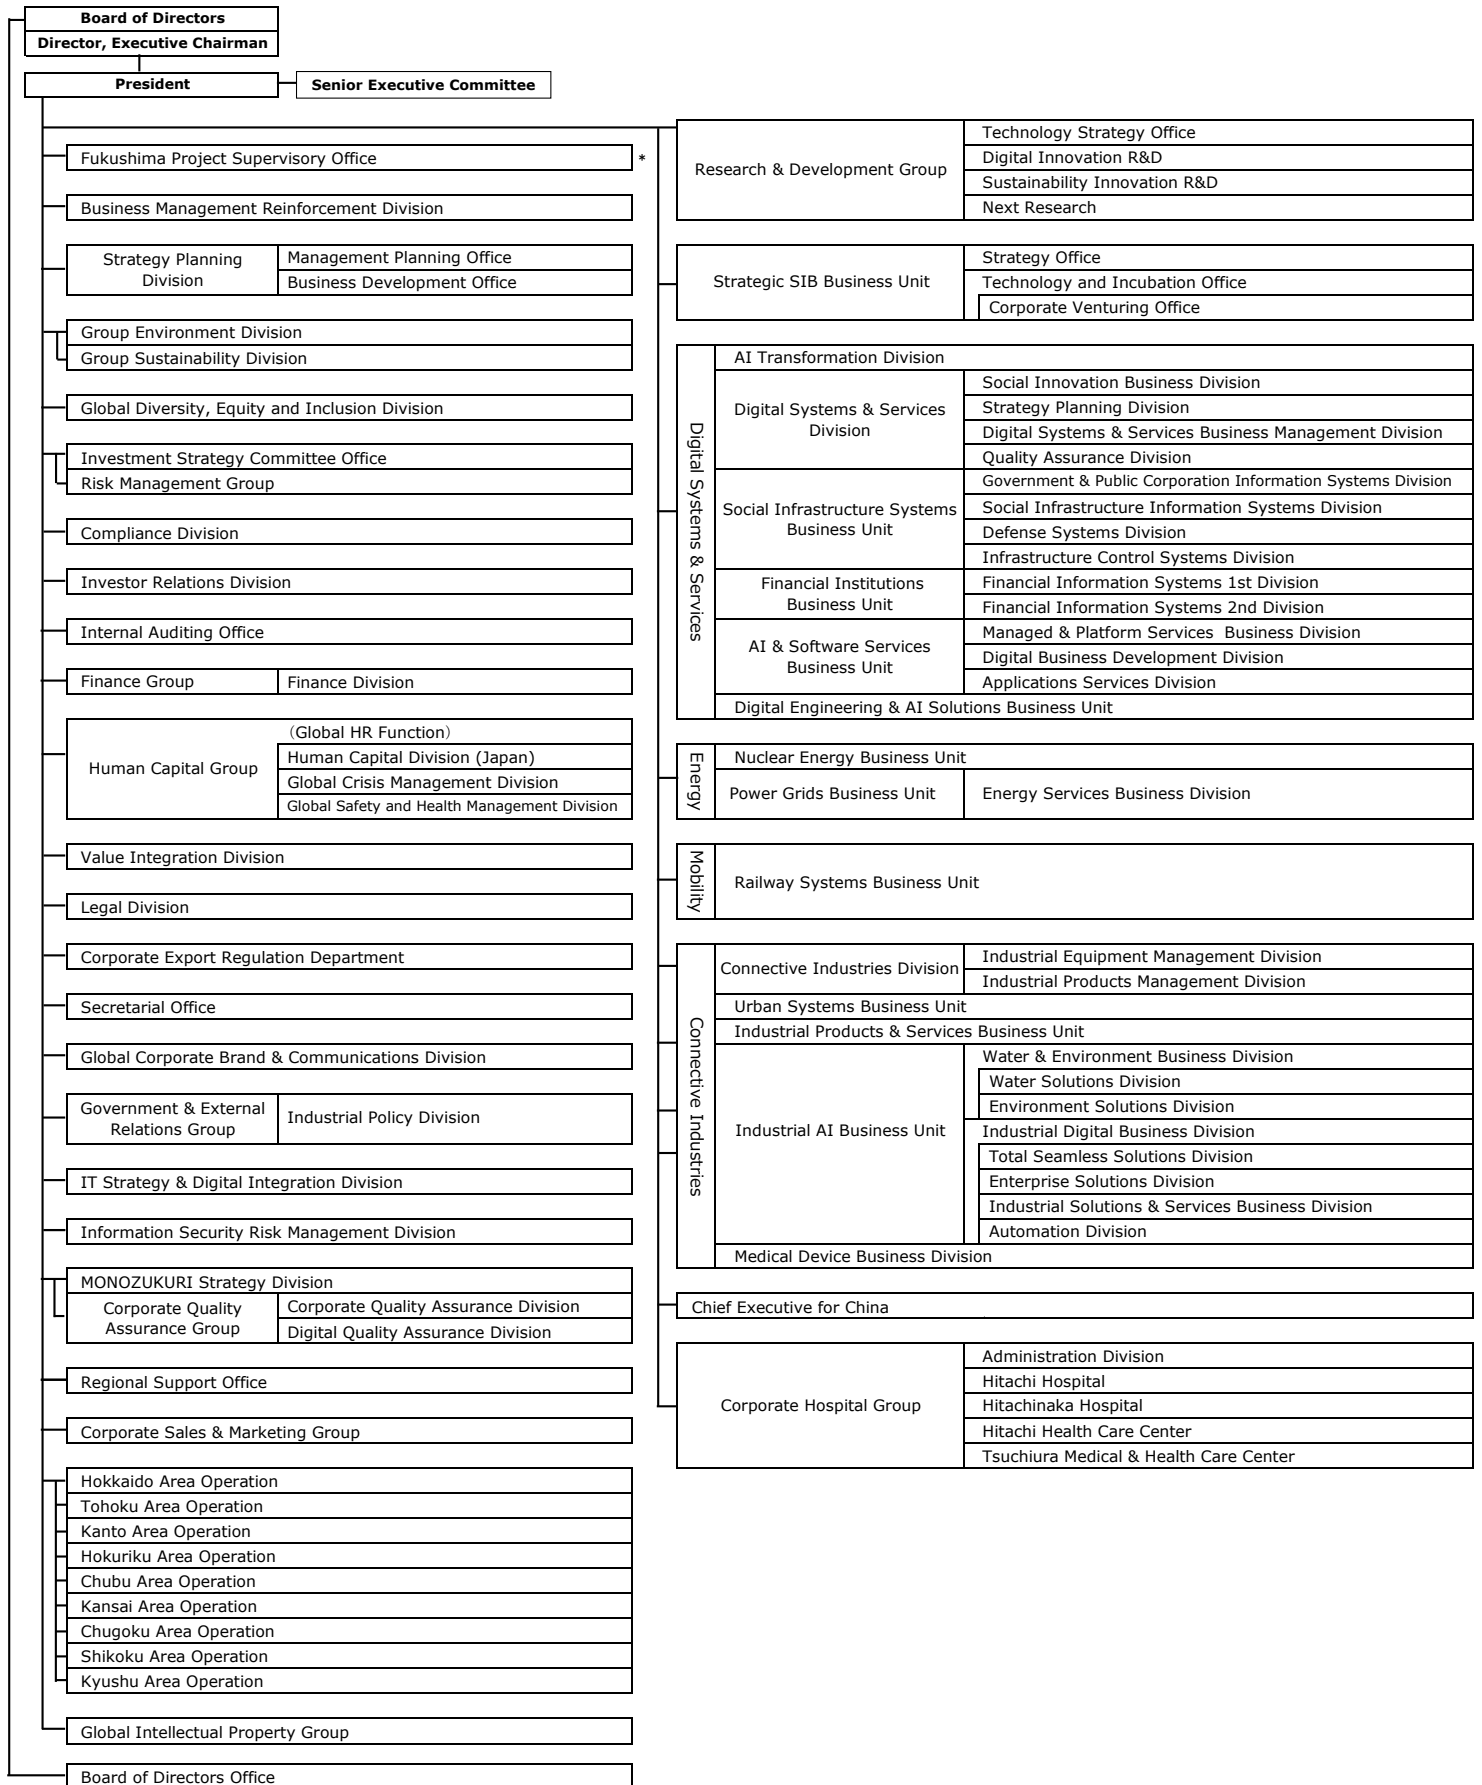 Board of Directors
Director, Executive Chairman
President
Senior Executive Committee
Fukushima Project Supervisory Office
*
Business Management Reinforcement Division
Strategy Planning
Division
Management Planning Office
Business Development Office
Group Environment Division
Group Sustainability Division
Global Diversity, Equity and Inclusion Division
Investment Strategy Committee Office
Risk Management Group
Compliance Division
Investor Relations Division
Internal Auditing Office
Finance Group
Finance Division
Human Capital Group
(Global HR Function)
Human Capital Division (Japan)
Global Crisis Management Division
Global Safety and Health Management Division
Value Integration Division
Legal Division
Corporate Export Regulation Department
Secretarial Office
Global Corporate Brand & Communications Division
Government & External
Relations Group
Industrial Policy Division
IT Strategy & Digital Integration Division
Information Security Risk Management Division
MONOZUKURI Strategy Division
Corporate Quality
Assurance Group
Corporate Quality Assurance Division
Digital Quality Assurance Division
Regional Support Office
Corporate Sales & Marketing Group
Hokkaido Area Operation
Tohoku Area Operation
Kanto Area Operation
Hokuriku Area Operation
Chubu Area Operation
Kansai Area Operation
Chugoku Area Operation
Shikoku Area Operation
Kyushu Area Operation
Global Intellectual Property Group
Board of Directors Office
Research & Development Group
Technology Strategy Office
Digital Innovation R&D
Sustainability Innovation R&D
Next Research
Strategic SIB Business Unit
Strategy Office
Technology and Incubation Office
Corporate Venturing Office
Digital Systems & Services
AI Transformation Division
Digital Systems & Services
Division
Social Innovation Business Division
Strategy Planning Division
Digital Systems & Services Business Management Division
Quality Assurance Division
Social Infrastructure Systems
Business Unit
Government & Public Corporation Information Systems Division
Social Infrastructure Information Systems Division
Defense Systems Division
Infrastructure Control Systems Division
Financial Institutions
Business Unit
Financial Information Systems 1st Division
Financial Information Systems 2nd Division
AI & Software Services
Business Unit
Managed & Platform Services Business Division
Digital Business Development Division
Applications Services Division
Digital Engineering & AI Solutions Business Unit
Energy
Nuclear Energy Business Unit
Power Grids Business Unit
Energy Services Business Division
Mobility
Railway Systems Business Unit
Connective Industries
Connective Industries Division
Industrial Equipment Management Division
Industrial Products Management Division
Urban Systems Business Unit
Industrial Products & Services Business Unit
Industrial AI Business Unit
Water & Environment Business Division
Water Solutions Division
Environment Solutions Division
Industrial Digital Business Division
Total Seamless Solutions Division
Enterprise Solutions Division
Industrial Solutions & Services Business Division
Automation Division
Medical Device Business Division
Chief Executive for China
Corporate Hospital Group
Administration Division
Hitachi Hospital
Hitachinaka Hospital
Hitachi Health Care Center
Tsuchiura Medical & Health Care Center